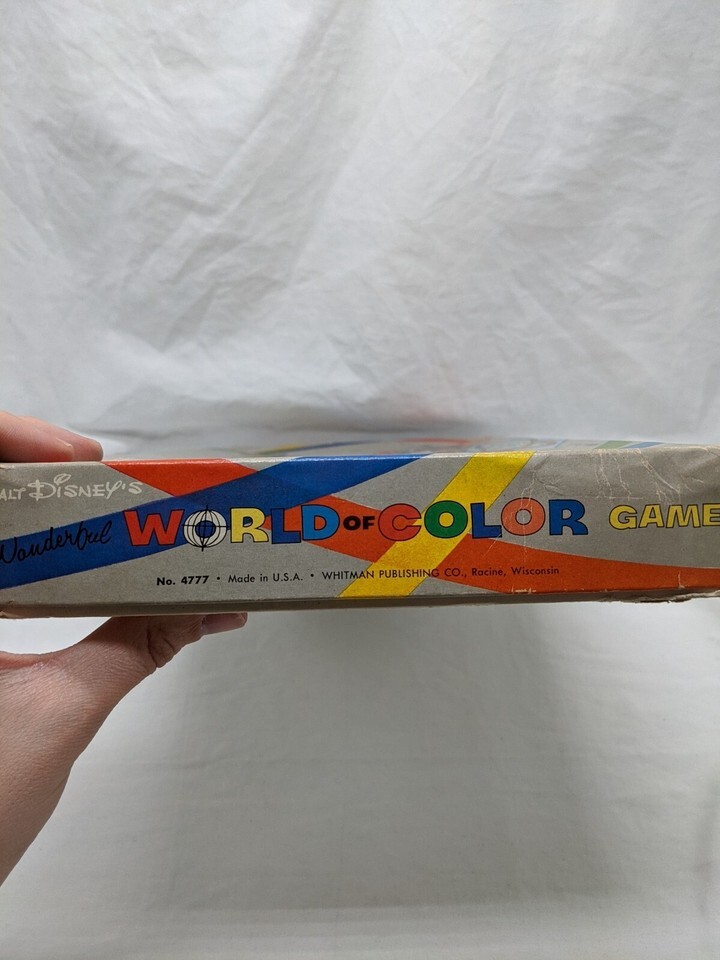 ALT DISNEY'S
Wonderful WORLD OF COLOR GAME
No. 4777 • Made in U.S.A. • WHITMAN PUBLISHING CO., Racine, Wisconsin